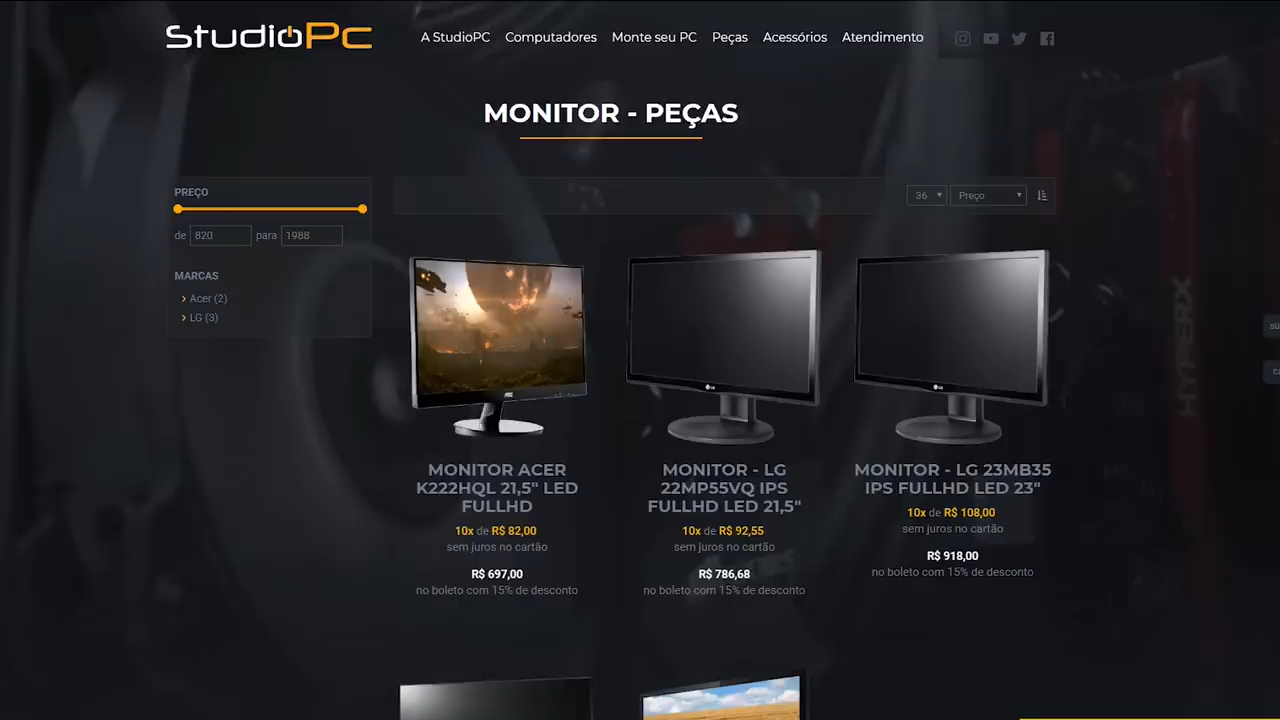 StudioPc
A StudioPC Computadores Monte seu PC Peças Acessórios Atendimento
MONITOR - PEÇAS
PREÇO
de 820 para 1988
MARCAS
Acer (2)
LG (3)
36 Preço
HYPERX
MONITOR ACER
K222HQL 21,5" LED
FULLHD
10x de R$ 82,00
sem juros no cartão
R$ 697,00
no boleto com 15% de desconto
MONITOR - LG
22MP55VQ IPS
FULLHD LED 21,5"
10x de R$ 92,55
sem juros no cartão
R$ 786,68
no boleto com 15% de desconto
MONITOR - LG 23MB35
IPS FULLHD LED 23"
10x de R$ 108,00
sem juros no cartão
R$ 918,00
no boleto com 15% de desconto